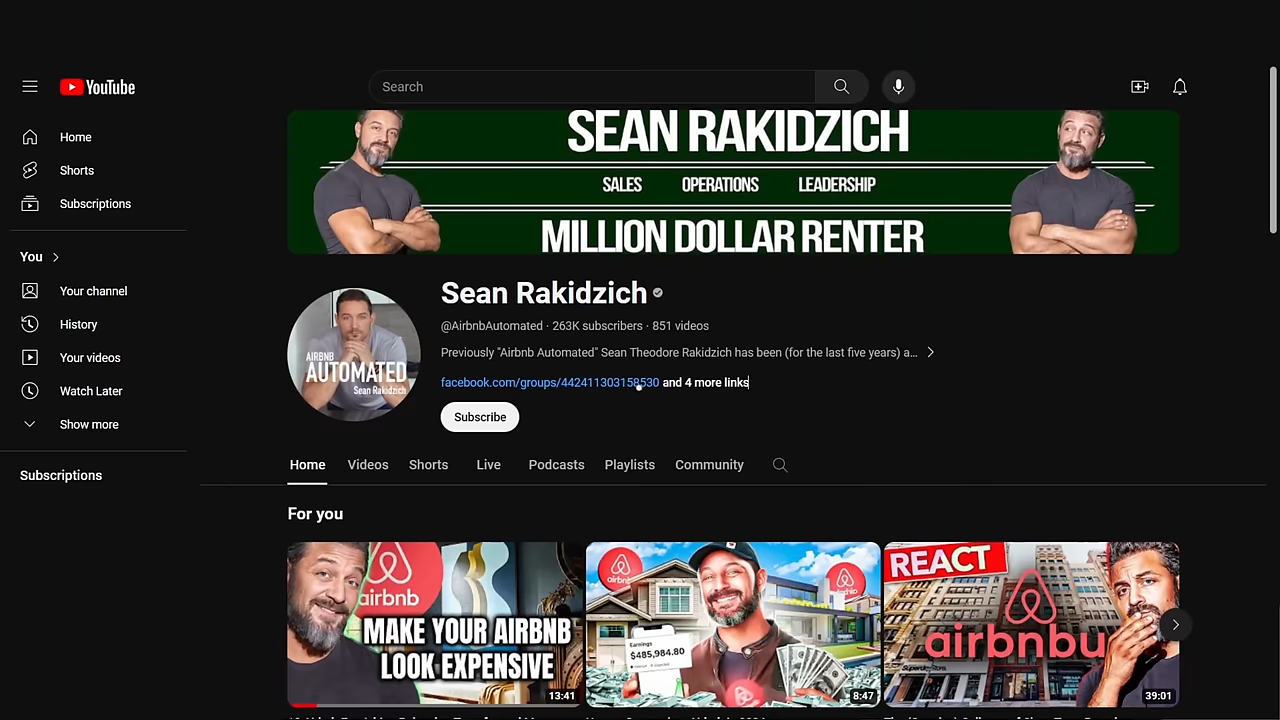 YouTube
Search
Home
Shorts
Subscriptions
You
Your channel
History
Your videos
Watch Later
Show more
Subscriptions
SEAN RAKIDZICH
SALES OPERATIONS LEADERSHIP
MILLION DOLLAR RENTER
AIRBNB
AUTOMATED
Sean Rakidzich
Sean Rakidzich
@AirbnbAutomated · 263K subscribers · 851 videos
Previously "Airbnb Automated" Sean Theodore Rakidzich has been (for the last five years) a...
facebook.com/groups/442411303158530 and 4 more links
Subscribe
Home Videos Shorts Live Podcasts Playlists Community
For you
airbnb
MAKE YOUR AIRBNB
LOOK EXPENSIVE
13:41
airbnb
Earnings
$485,984.80
8:47
REACT
airbnbu
39:01